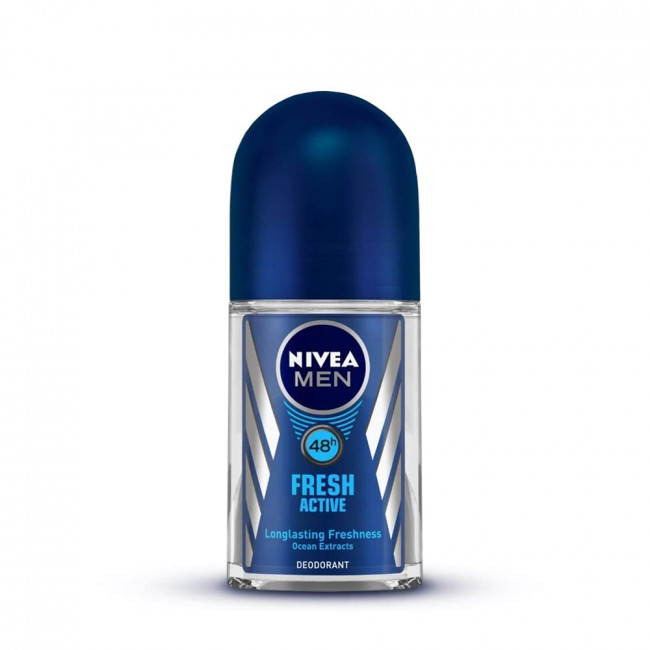 NIVEA
MEN
48h
FRESH
ACTIVE
Longlasting Freshness
Ocean Extracts
DEODORANT